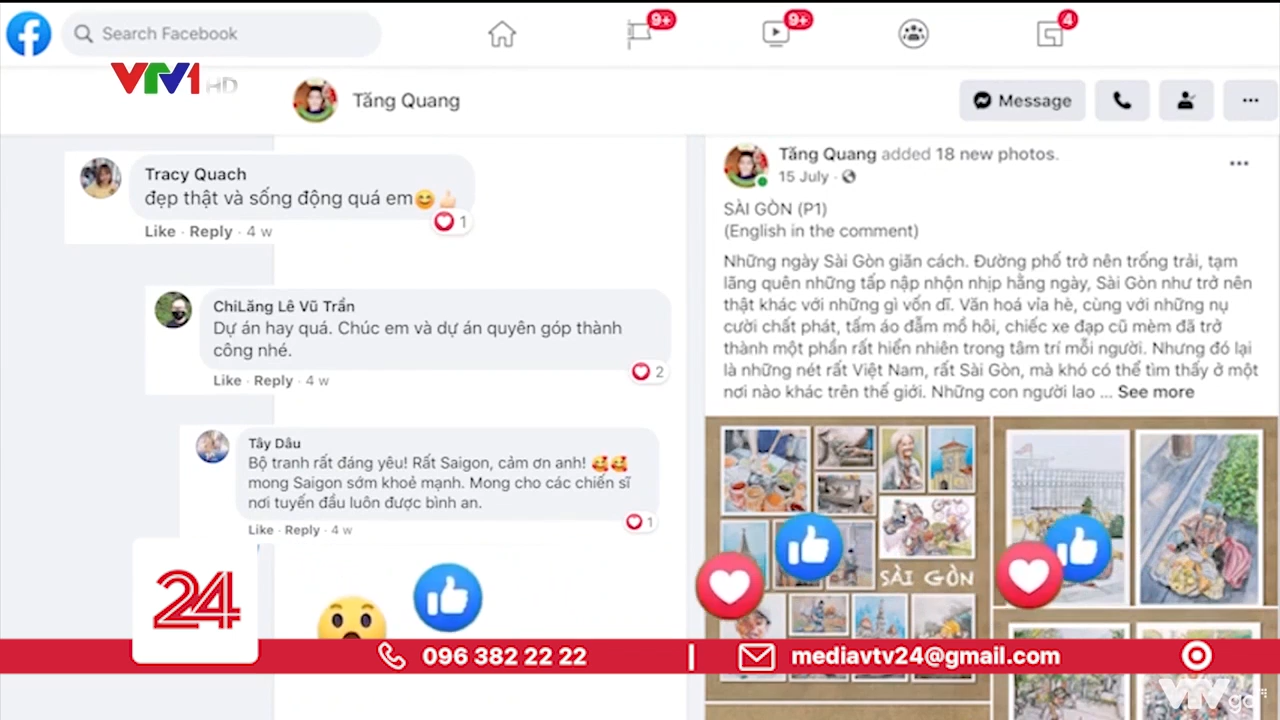 Search Facebook
9+
9+
4
VTV1 HD
Tăng Quang
Message
Tracy Quach
đẹp thật và sống động quá em😊👍🏻
1
Like · Reply · 4 w
ChiLăng Lê Vũ Trần
Dự án hay quá. Chúc em và dự án quyên góp thành
công nhé.
2
Like · Reply · 4 w
Tây Dâu
Bộ tranh rất đáng yêu! Rất Saigon, cảm ơn anh! 🥰🥰
mong Saigon sớm khoẻ mạnh. Mong cho các chiến sĩ
nơi tuyến đầu luôn được bình an.
1
Like · Reply · 4 w
Tăng Quang added 18 new photos.
15 July ·
SÀI GÒN (P1)
(English in the comment)
Những ngày Sài Gòn giãn cách. Đường phố trở nên trống trải, tạm
lãng quên những tấp nập nhộn nhịp hằng ngày, Sài Gòn như trở nên
thật khác với những gì vốn dĩ. Văn hoá vỉa hè, cùng với những nụ
cười chất phát, tấm áo đẫm mồ hôi, chiếc xe đạp cũ mèm đã trở
thành một phần rất hiển nhiên trong tâm trí mỗi người. Nhưng đó lại
là những nét rất Việt Nam, rất Sài Gòn, mà khó có thể tìm thấy ở một
nơi nào khác trên thế giới. Những con người lao ... See more
SÀI GÒN
24
096 382 22 22
mediavtv24@gmail.com
VTVgo